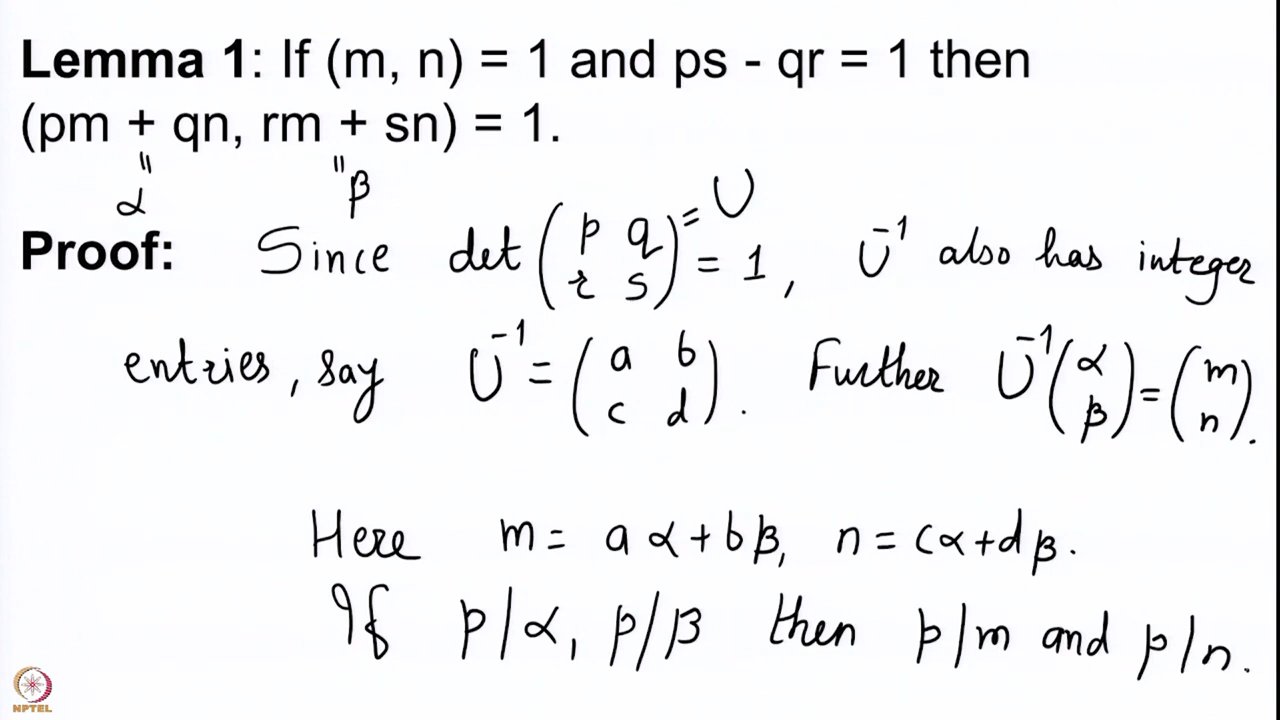 Lemma 1: If (m, n) = 1 and ps - qr = 1 then
(pm + qn, rm + sn) = 1.
" "
α β
Proof: Since det (p q r s) = U = 1, U⁻¹ also has integer
entries, say U⁻¹ = (a b c d). Further U⁻¹(α β) = (m n).
Here m = aα + bβ, n = cα + dβ.
If p/α, p/β then p/m and p/n.
NPTEL